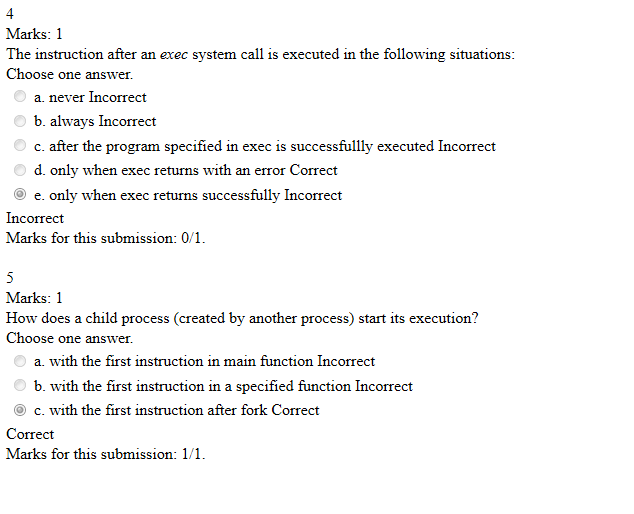 4
Marks: 1
The instruction after an exec system call is executed in the following situations:
Choose one answer.
a. never Incorrect
b. always Incorrect
c. after the program specified in exec is successfullly executed Incorrect
d. only when exec returns with an error Correct
e. only when exec returns successfully Incorrect
Incorrect
Marks for this submission: 0/1.
5
Marks: 1
How does a child process (created by another process) start its execution?
Choose one answer.
a. with the first instruction in main function Incorrect
b. with the first instruction in a specified function Incorrect
c. with the first instruction after fork Correct
Correct
Marks for this submission: 1/1.